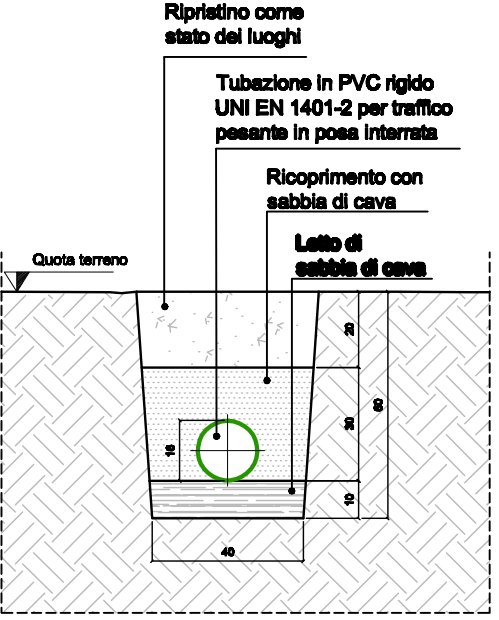 Ripristino come
stato dei luoghi
Tubazione in PVC rigido
UNI EN 1401-2 per traffico
pesante in posa interrata
Ricoprimento con
sabbia di cava
Letto di
sabbia di cava
Quota terreno
20
60
30
16
10
40